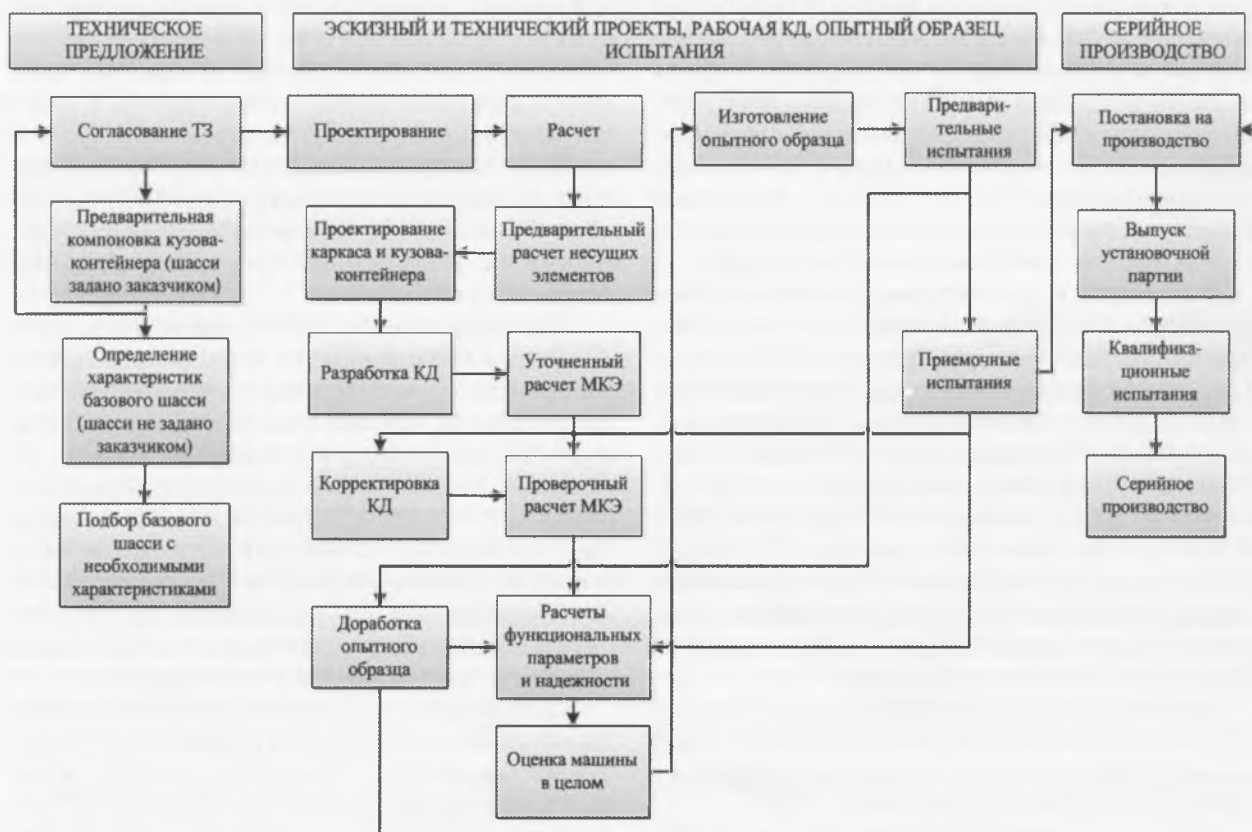 ТЕХНИЧЕСКОЕ
ПРЕДЛОЖЕНИЕ
ЭСКИЗНЫЙ И ТЕХНИЧЕСКИЙ ПРОЕКТЫ, РАБОЧАЯ КД, ОПЫТНЫЙ ОБРАЗЕЦ,
ИСПЫТАНИЯ
СЕРИЙНОЕ
ПРОИЗВОДСТВО
Согласование ТЗ
Проектирование
Расчет
Изготовление
опытного образца
Предвари-
тельные
испытания
Постановка на
производство
Предварительная
компоновка кузова-
контейнера (шасси
задано заказчиком)
Проектирование
каркаса и кузова-
контейнера
Предварительный
расчет несущих
элементов
Выпуск
установочной
партии
Определение
характеристик
базового шасси
(шасси не задано
заказчиком)
Разработка КД
Уточненный
расчет МКЭ
Приемочные
испытания
Квалифика-
ционные
испытания
Подбор базового
шасси с
необходимыми
характеристиками
Корректировка
КД
Проверочный
расчет МКЭ
Серийное
производство
Доработка
опытного
образца
Расчеты
функциональных
параметров
и надежности
Оценка машины
в целом